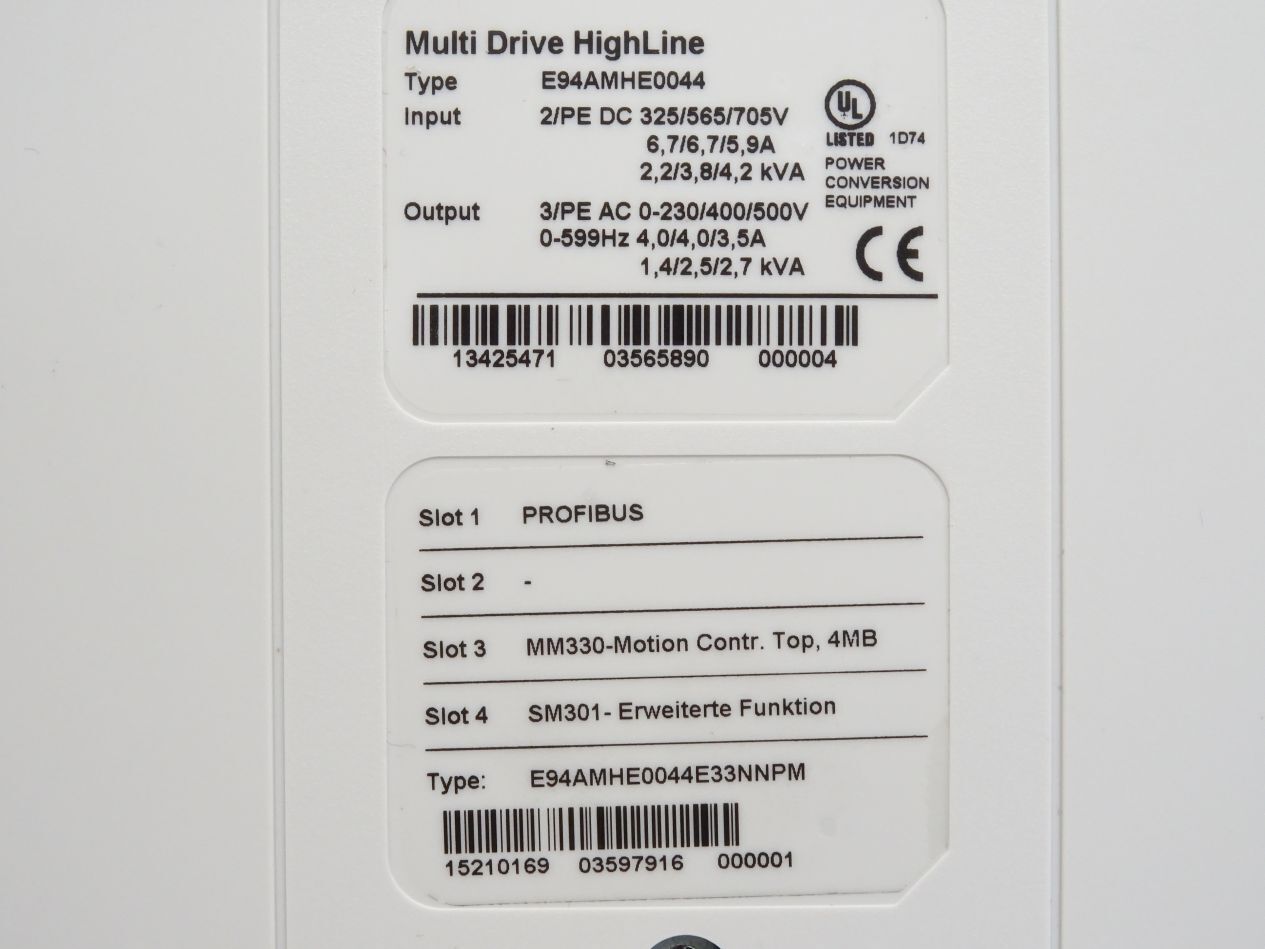 Multi Drive HighLine
Type E94AMHE0044
Input 2/PE DC 325/565/705V
6,7/6,7/5,9A
2,2/3,8/4,2 kVA
UL
LISTED 1D74
POWER
CONVERSION
EQUIPMENT
Output 3/PE AC 0-230/400/500V
0-599Hz 4,0/4,0/3,5A
1,4/2,5/2,7 kVA
CE
13425471 03565890 000004
Slot 1 PROFIBUS
Slot 2 -
Slot 3 MM330-Motion Contr. Top, 4MB
Slot 4 SM301- Erweiterte Funktion
Type: E94AMHE0044E33NNPM
15210169 03597916 000001